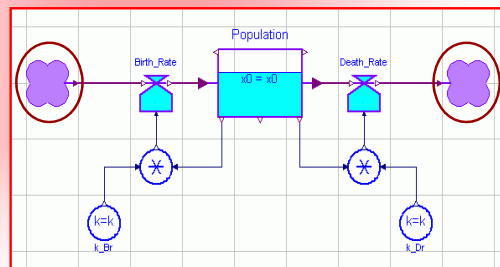 Population
Birth_Rate
Death_Rate
x0 = x0
k=k
k=k
k_Br
k_Dr